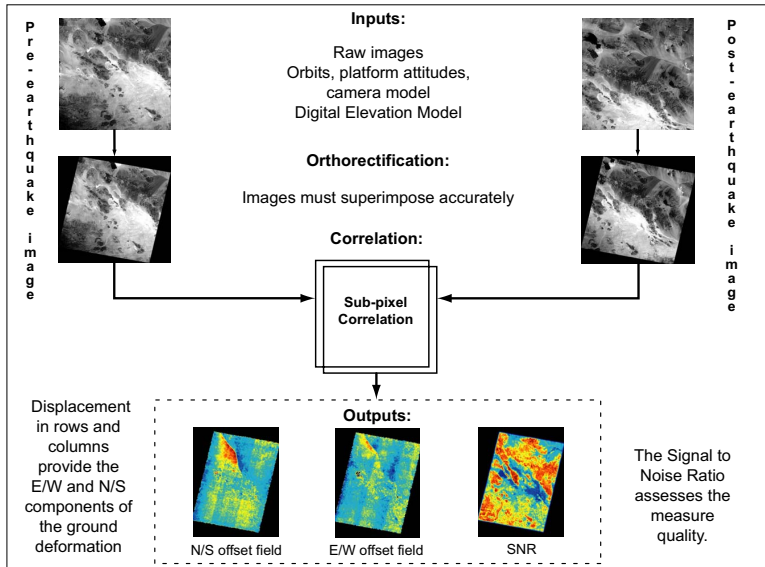 Pre-earthquake image
Inputs:
Raw images
Orbits, platform attitudes,
camera model
Digital Elevation Model
Post-earthquake image
Orthorectification:
Images must superimpose accurately
Correlation:
Sub-pixel
Correlation
Displacement
in rows and
columns
provide the
E/W and N/S
components of
the ground
deformation
Outputs:
N/S offset field
E/W offset field
SNR
The Signal to
Noise Ratio
assesses the
measure
quality.